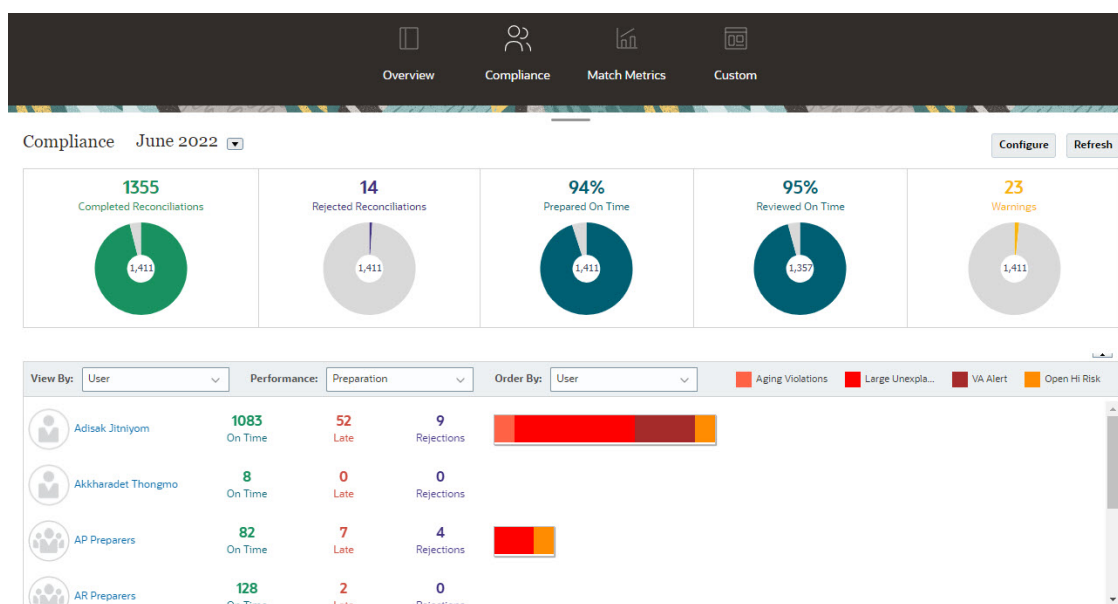 Overview Compliance Match Metrics Custom
Compliance June 2022 Configure Refresh
1355 14 94% 95% 23
Completed Reconciliations Rejected Reconciliations Prepared On Time Reviewed On Time Warnings
1,411 1,411 1,411 1,357 1,411
View By: User Performance: Preparation Order By: User Aging Violations Large Unexpla... VA Alert Open Hi Risk
Adisak Jitniyom 1083 52 9
On Time Late Rejections
Akkharadet Thongmo 8 0 0
On Time Late Rejections
AP Preparers 82 7 4
On Time Late Rejections
AR Preparers 128 2 0
On Time Late Rejections